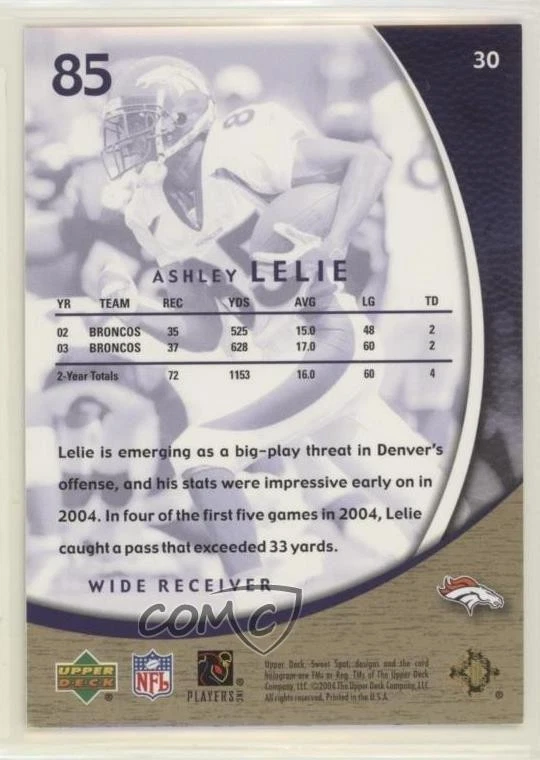 85
30
ASHLEY LELIE
YR TEAM REC YDS AVG LG TD
02 BRONCOS 35 525 15.0 48 2
03 BRONCOS 37 628 17.0 60 2
2-Year Totals 72 1153 16.0 60 4
Lelie is emerging as a big-play threat in Denver's
offense, and his stats were impressive early on in
2004. In four of the first five games in 2004, Lelie
caught a pass that exceeded 33 yards.
WIDE RECEIVER
COMC
UPPER
DECK
®
NFL
PLAYERS INC
Upper Deck, Sweet Spot, designs and the card
hologram are TMs or Reg. TMs of The Upper Deck
Company, LLC. ©2004 The Upper Deck Company, LLC
All rights reserved. Printed in the U.S.A.
®